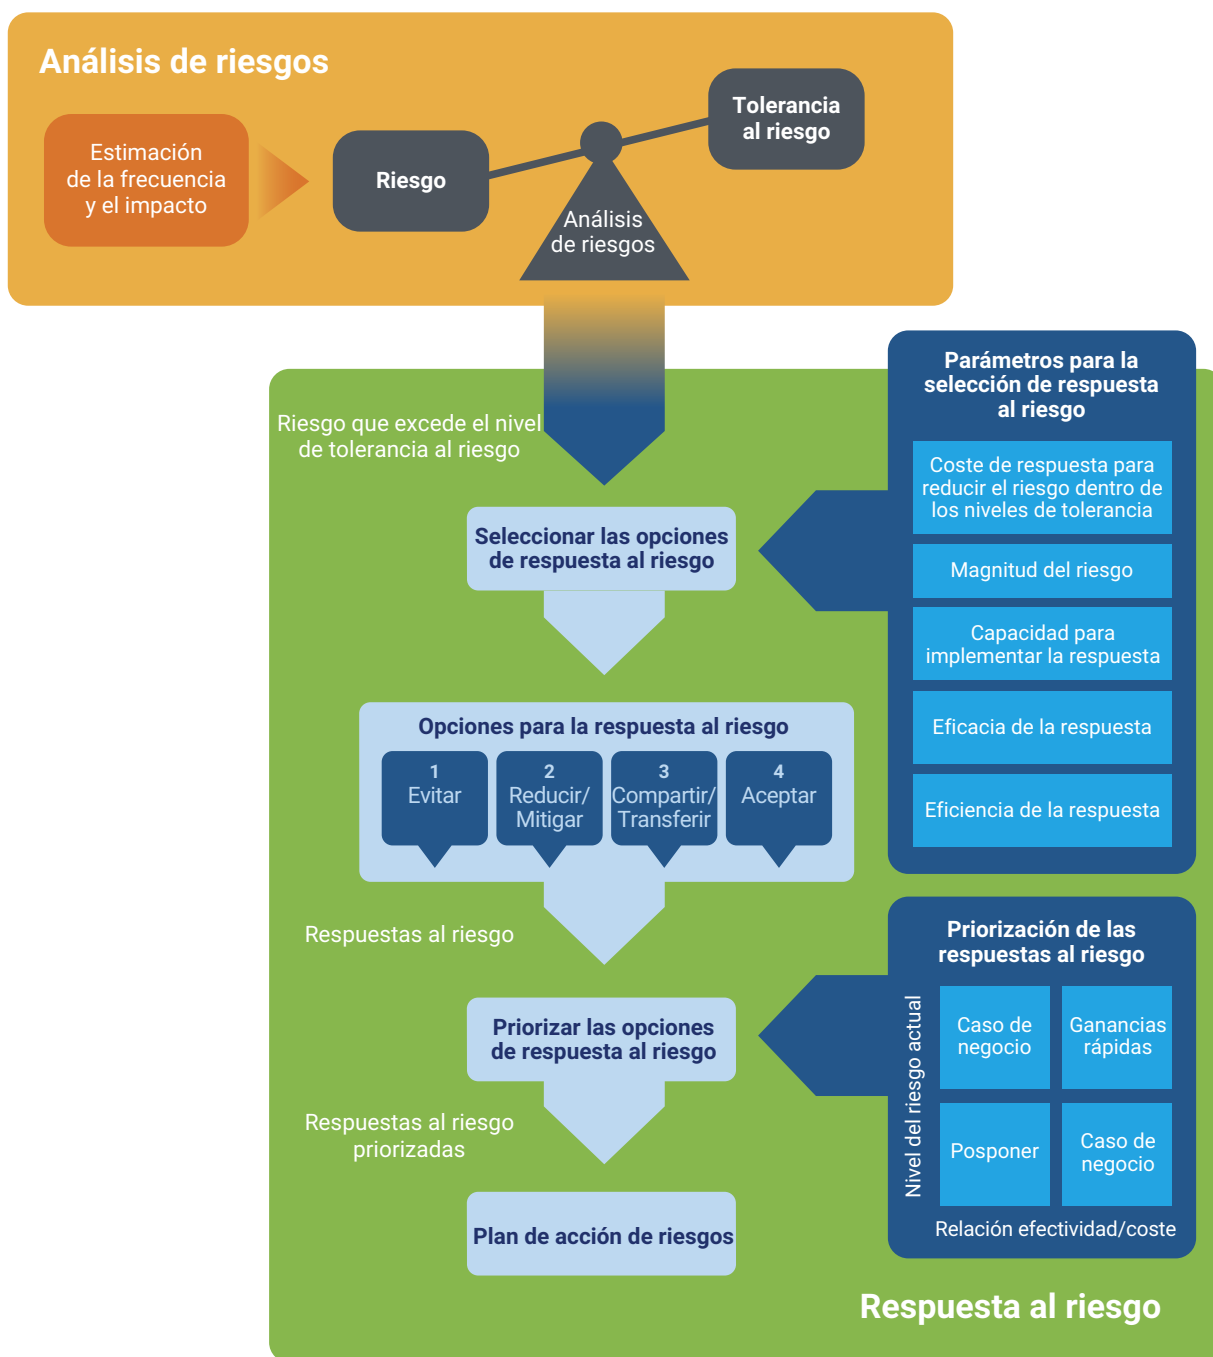 Análisis de riesgos
Estimación
de la frecuencia
y el impacto
Riesgo
Tolerancia
al riesgo
Análisis
de riesgos
Riesgo que excede el nivel
de tolerancia al riesgo
Seleccionar las opciones
de respuesta al riesgo
Parámetros para la
selección de respuesta
al riesgo
Coste de respuesta para
reducir el riesgo dentro de
los niveles de tolerancia
Magnitud del riesgo
Capacidad para
implementar la respuesta
Eficacia de la respuesta
Eficiencia de la respuesta
Opciones para la respuesta al riesgo
1
Evitar
2
Reducir/
Mitigar
3
Compartir/
Transferir
4
Aceptar
Respuestas al riesgo
Priorizar las opciones
de respuesta al riesgo
Priorización de las
respuestas al riesgo
Nivel del riesgo actual
Caso de
negocio
Ganancias
rápidas
Posponer
Caso de
negocio
Relación efectividad/coste
Respuestas al riesgo
priorizadas
Plan de acción de riesgos
Respuesta al riesgo